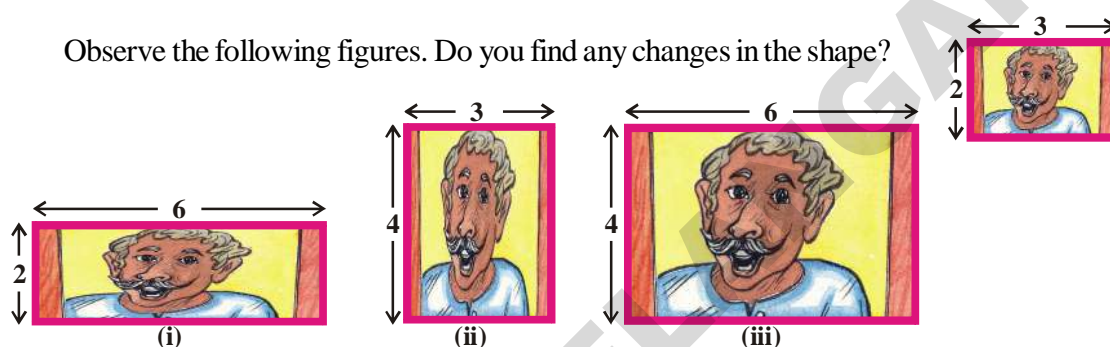 3
Observe the following figures. Do you find any changes in the shape?
2
3
6
6
4
4
2
(i)
(ii)
(iii)